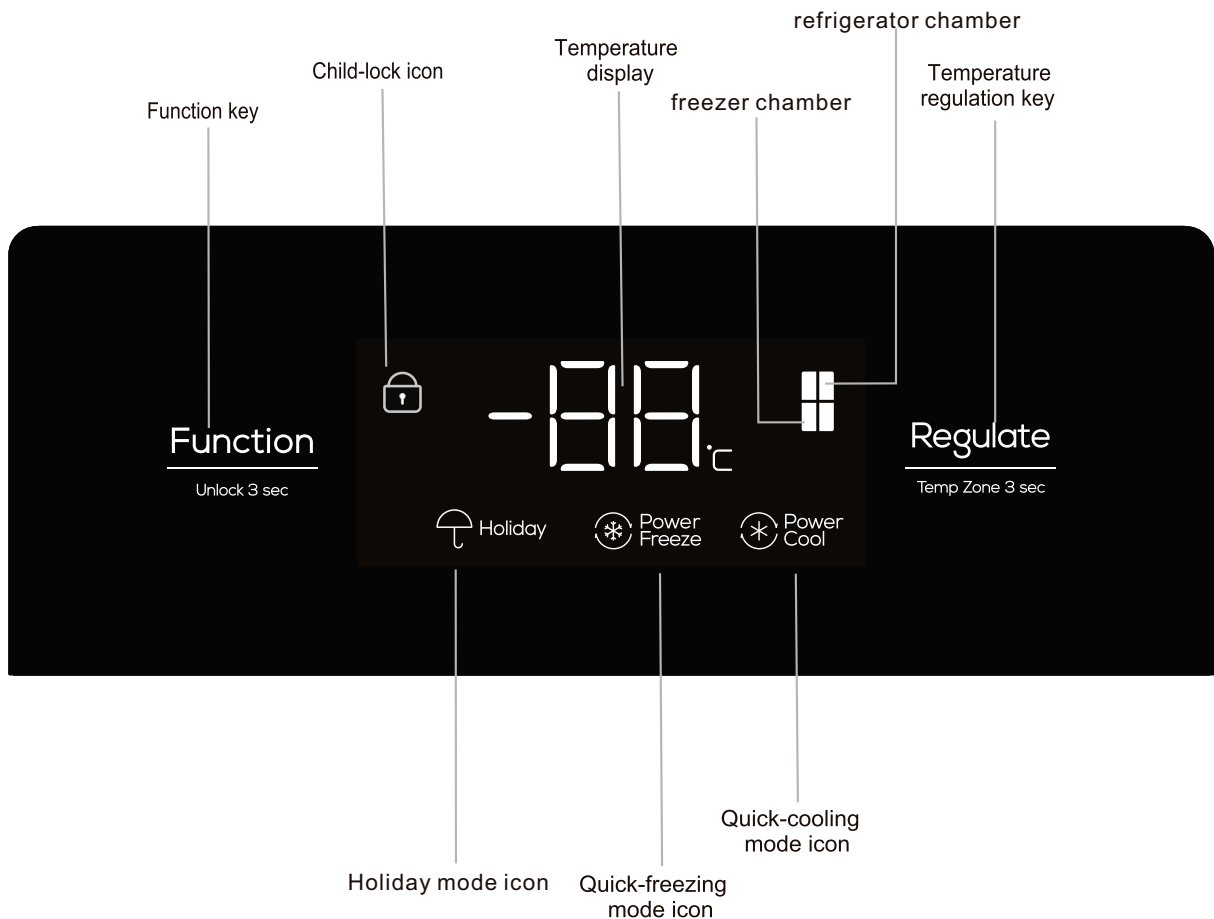 refrigerator chamber
Temperature
display
Child-lock icon
Temperature
regulation key
freezer chamber
Function key
-88°C
Function
Unlock 3 sec
Regulate
Temp Zone 3 sec
Holiday
Power
Freeze
Power
Cool
Quick-cooling
mode icon
Holiday mode icon
Quick-freezing
mode icon